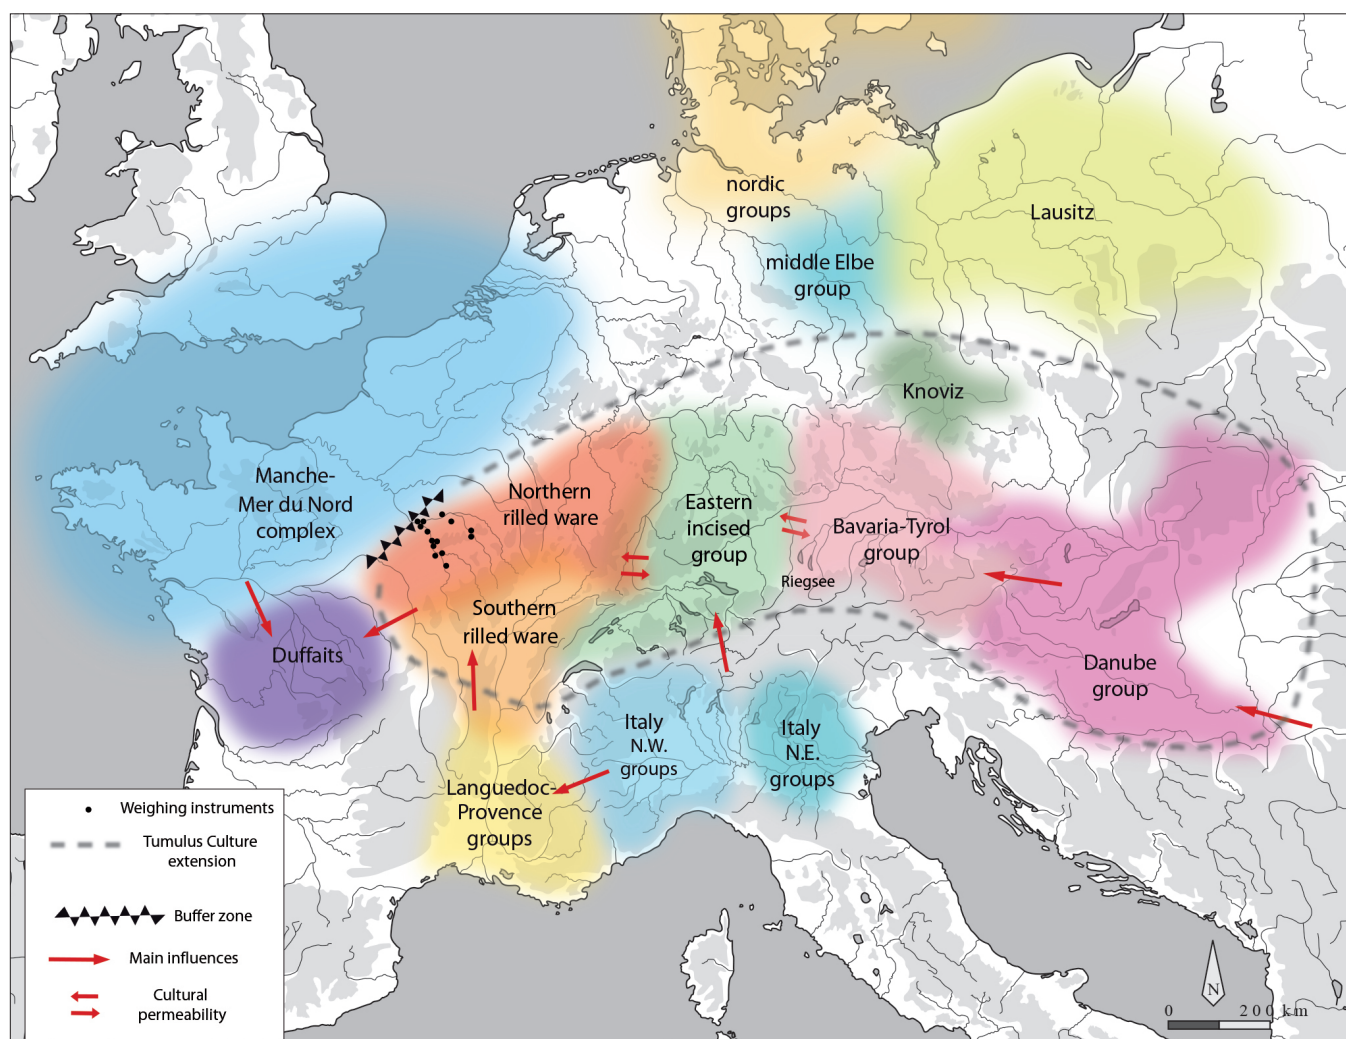 nordic
groups
Lausitz
middle Elbe
group
Knoviz
Manche-
Mer du Nord
complex
Northern
rilled ware
Eastern
incised
group
Bavaria-Tyrol
group
Riegsee
Southern
rilled ware
Duffaits
Danube
group
Italy
N.W.
groups
Italy
N.E.
groups
Languedoc-
Provence
groups
Weighing instruments
Tumulus Culture
extension
Buffer zone
Main influences
Cultural
permeability
N
0 200 km